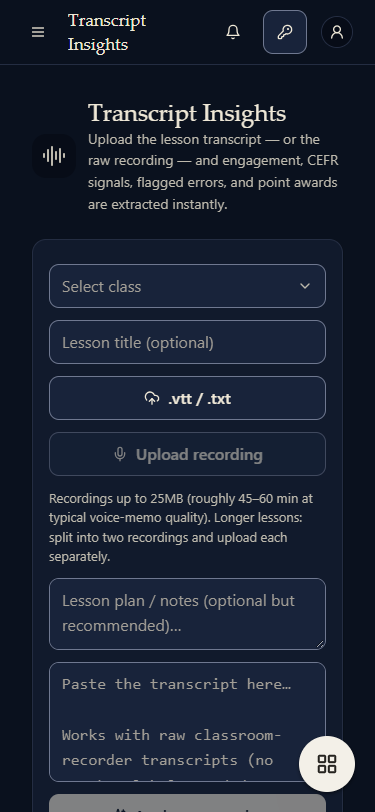 Transcript
Insights
Transcript Insights
Upload the lesson transcript — or the
raw recording — and engagement, CEFR
signals, flagged errors, and point awards
are extracted instantly.
Select class
Lesson title (optional)
.vtt / .txt
Upload recording
Recordings up to 25MB (roughly 45–60 min at
typical voice-memo quality). Longer lessons:
split into two recordings and upload each
separately.
Lesson plan / notes (optional but
recommended)…
Paste the transcript here…
Works with raw classroom-
recorder transcripts (no